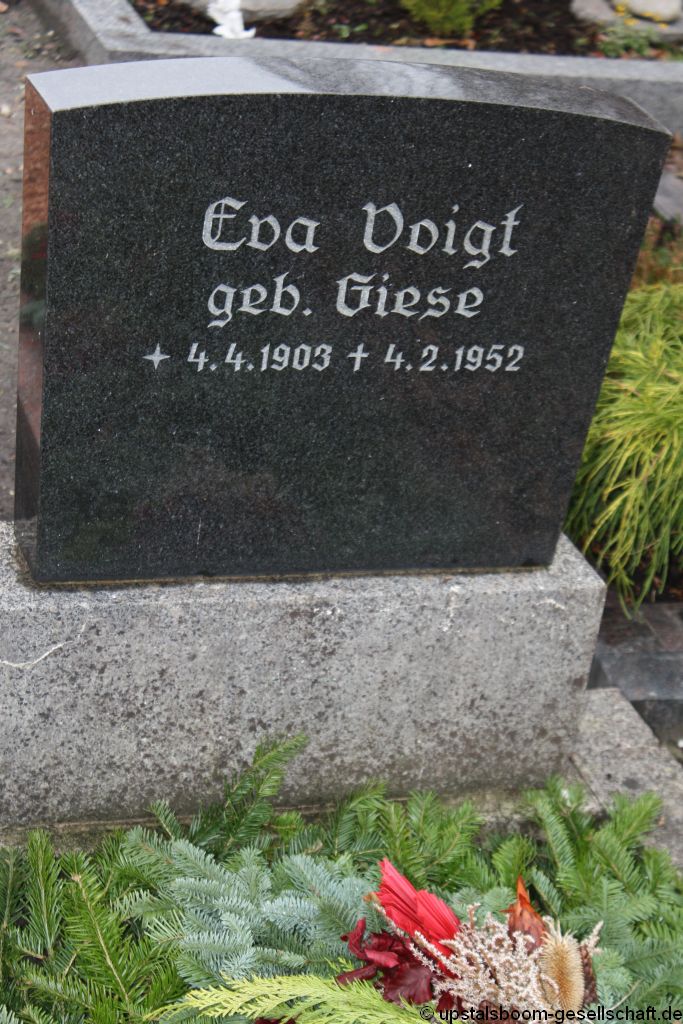 Eva Voigt
geb. Giese
✦ 4.4.1903 † 4.2.1952
© upstalsboom-gesellschaft.de